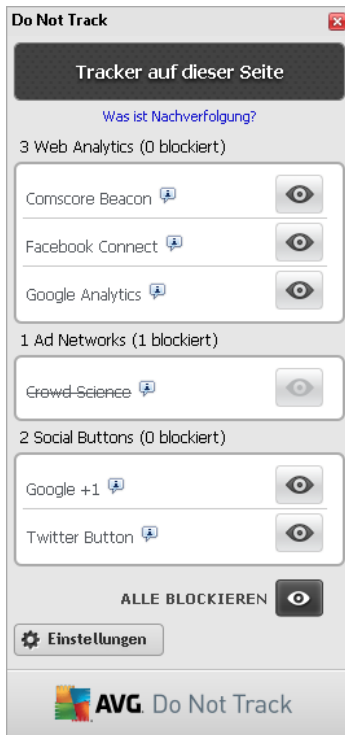 Do Not Track
Tracker auf dieser Seite
Was ist Nachverfolgung?
3 Web Analytics (0 blockiert)
Comscore Beacon
Facebook Connect
Google Analytics
1 Ad Networks (1 blockiert)
Crowd Science
2 Social Buttons (0 blockiert)
Google +1
Twitter Button
ALLE BLOCKIEREN
Einstellungen
AVG. Do Not Track